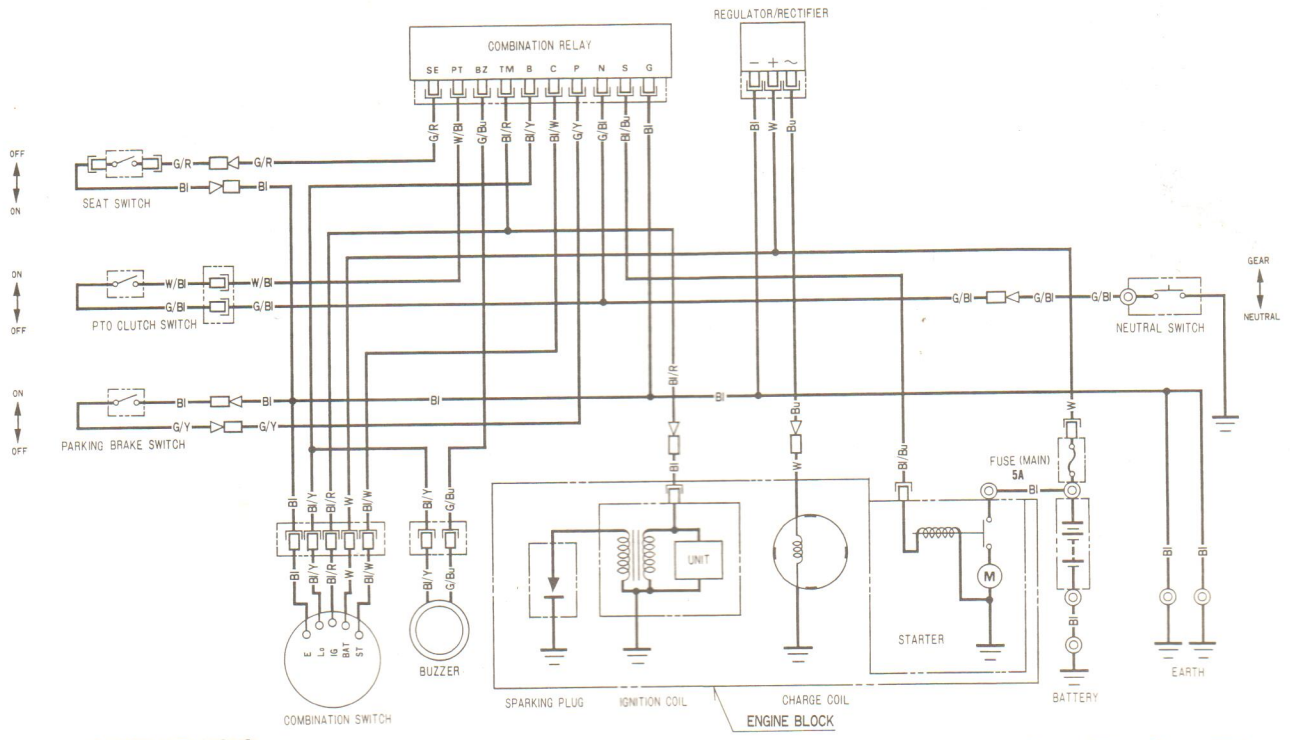 REGULATOR/RECTIFIER
COMBINATION RELAY
SE PT BZ TM B C P N S G
− + ~
G/R W/Bl G/Bu Bl/R Bl/Y Bl/W G/Y G/Bl Bl/Bu Bl
Bl W Bu
OFF
ON
G/R G/R
Bl Bl
SEAT SWITCH
ON
OFF
W/Bl W/Bl
G/Bl G/Bl
PTO CLUTCH SWITCH
G/Bl G/Bl G/Bl
NEUTRAL SWITCH
GEAR
NEUTRAL
ON
OFF
Bl Bl Bl Bl
G/Y G/Y
PARKING BRAKE SWITCH
Bl/R
Bu
W
Bl
W
Bl/Bu
FUSE (MAIN)
5A
Bl
Bl Bl/Y Bl/R W Bl/W
Bl/Y G/Bu
Bl Bl/Y Bl/R W Bl/W
Bl/Y G/Bu
E Lo IG BAT ST
COMBINATION SWITCH
BUZZER
UNIT
M
STARTER
Bl
Bl Bl
SPARKING PLUG
IGNITION COIL
CHARGE COIL
BATTERY
EARTH
ENGINE BLOCK